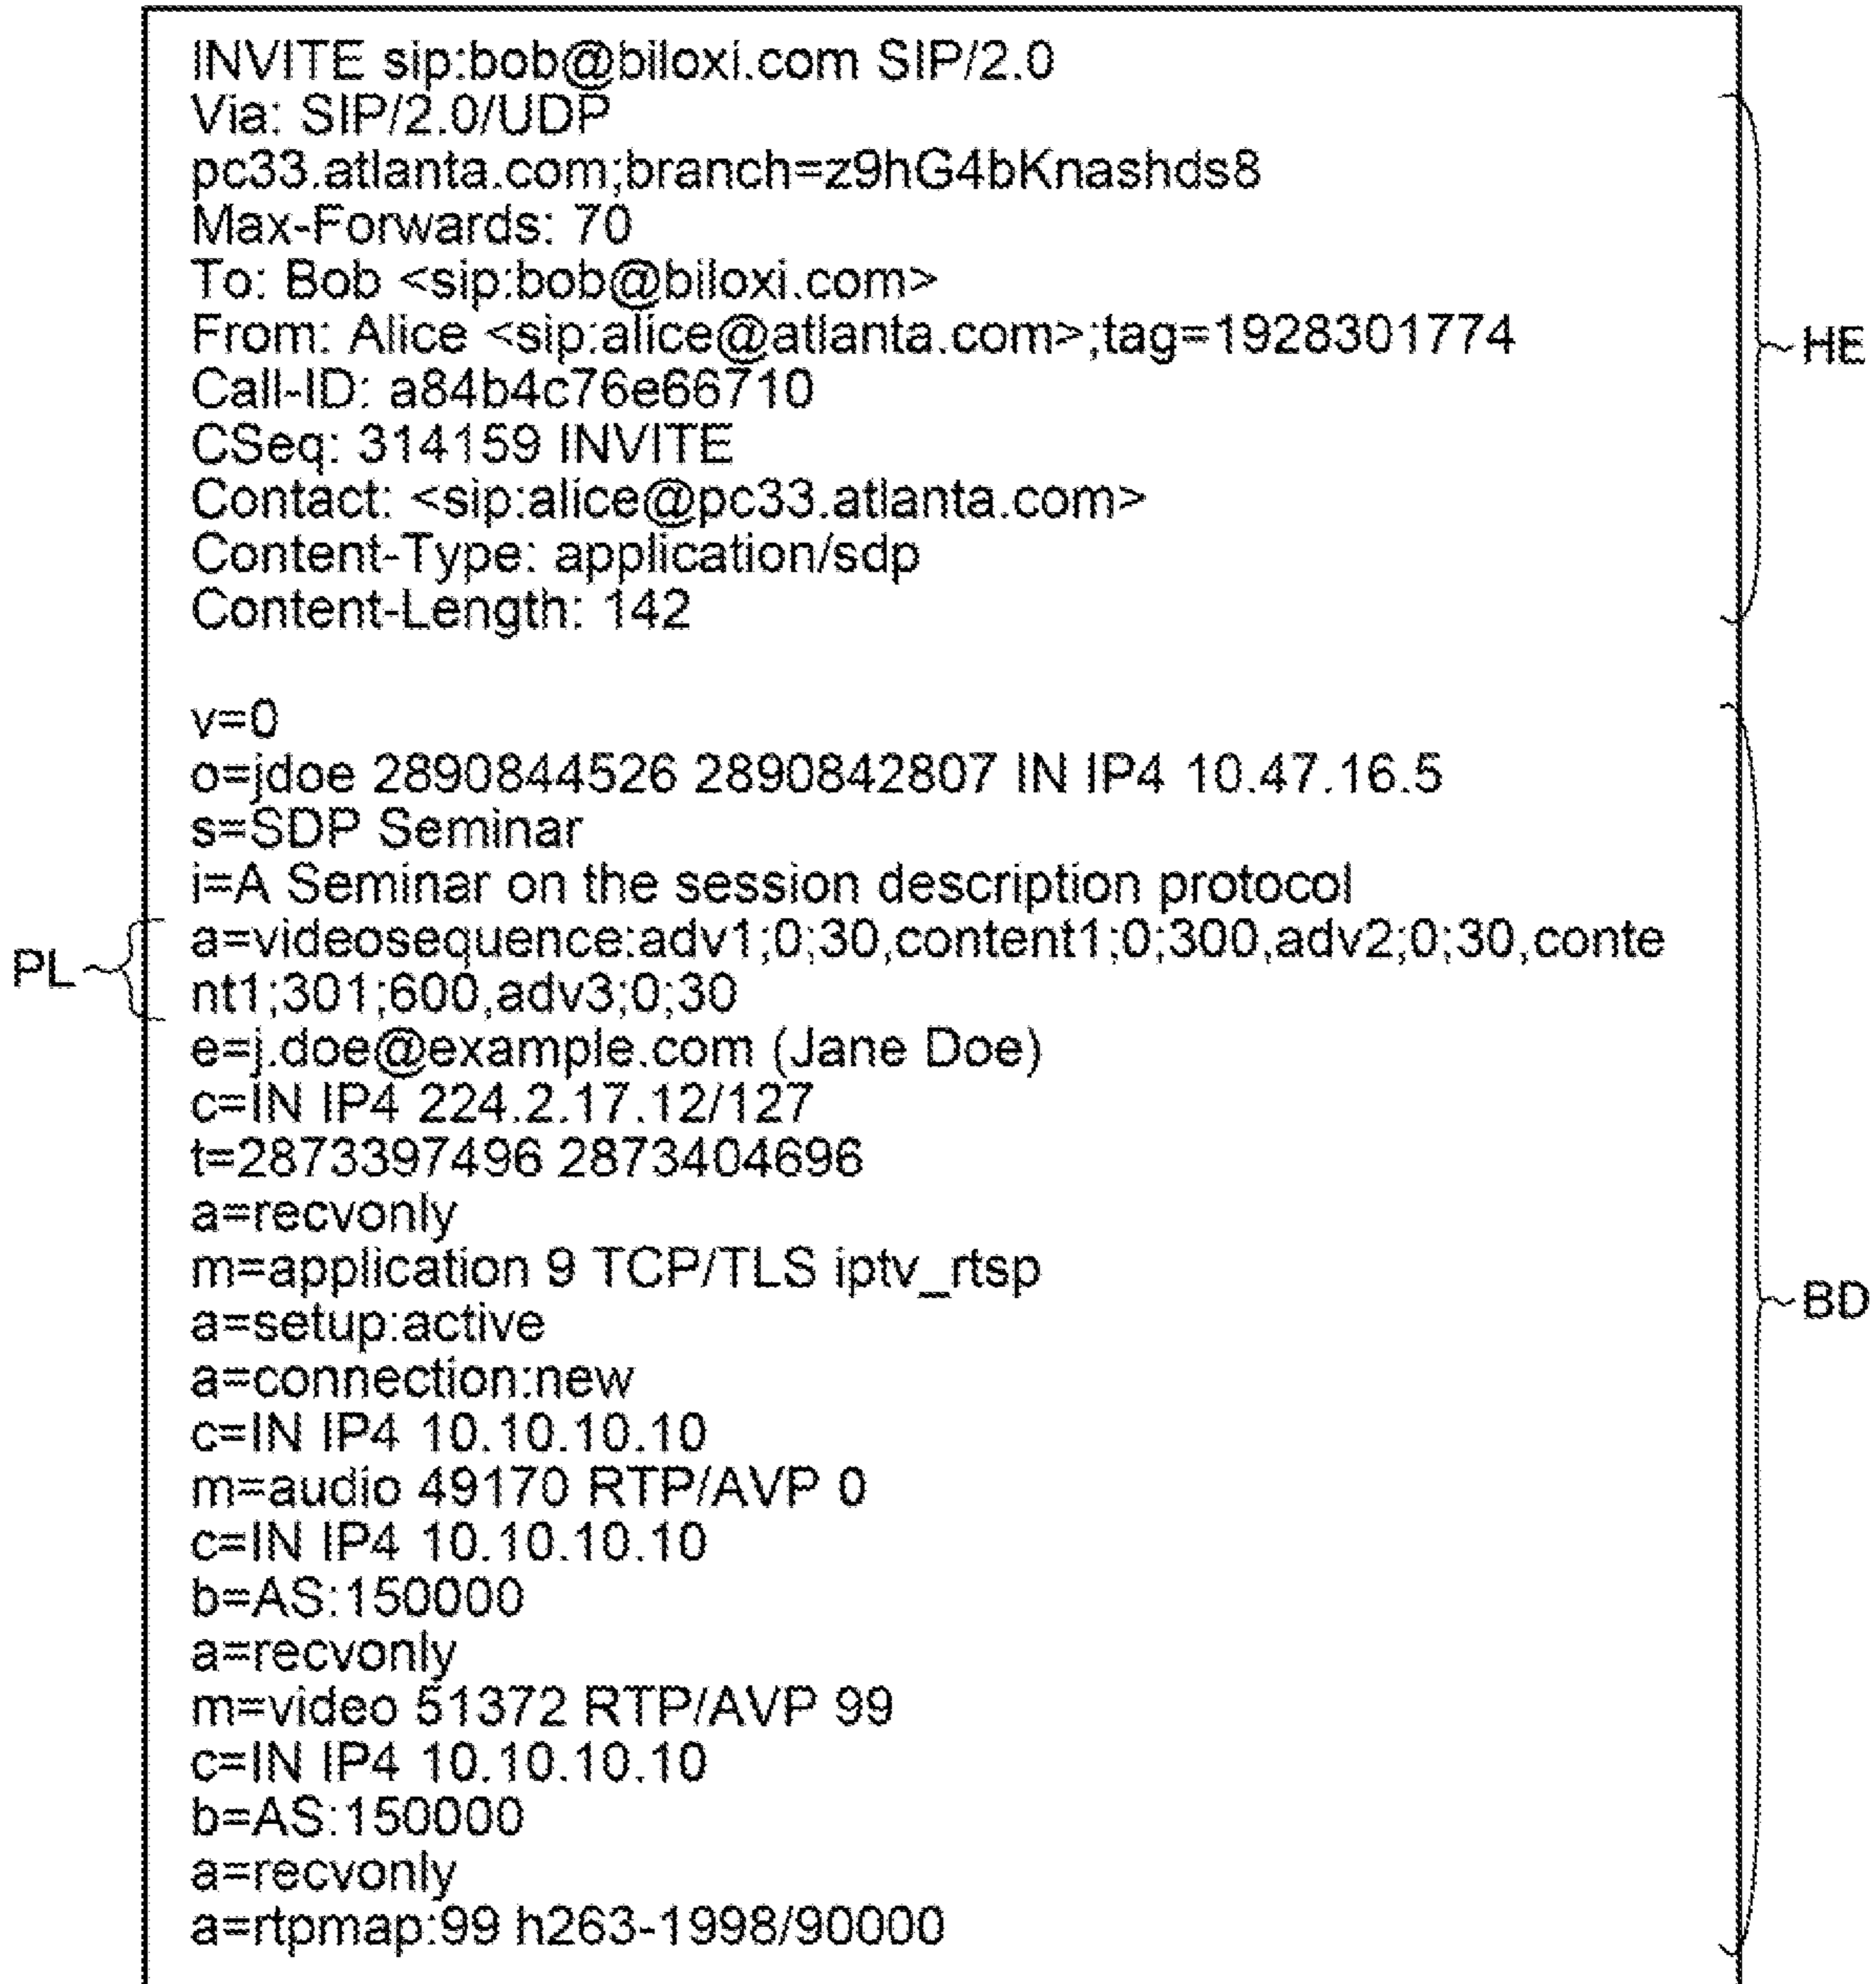 INVITE sip:bob@biloxi.com SIP/2.0
Via: SIP/2.0/UDP
pc33.atlanta.com;branch=z9hG4bKnashds8
Max-Forwards: 70
To: Bob <sip:bob@biloxi.com>
From: Alice <sip:alice@atlanta.com>;tag=1928301774
HE
Call-ID: a84b4c76e66710
CSeq: 314159 INVITE
Contact: <sip:alice@pc33.atlanta.com>
Content-Type: application/sdp
Content-Length: 142
v=0
o=jdoe 2890844526 2890842807 IN IP4 10.47.16.5
s=SDP Seminar
i=A Seminar on the session description protocol
PL
a=videosequence:adv1;0;30,content1;0;300,adv2;0;30,conte
nt1;301;600,adv3;0;30
e=j.doe@example.com (Jane Doe)
c=IN IP4 224.2.17.12/127
t=2873397496 2873404696
a=recvonly
m=application 9 TCP/TLS iptv_rtsp
BD
a=setup:active
a=connection:new
c=IN IP4 10.10.10.10
m=audio 49170 RTP/AVP 0
c=IN IP4 10.10.10.10
b=AS:150000
a=recvonly
m=video 51372 RTP/AVP 99
c=IN IP4 10.10.10.10
b=AS:150000
a=recvonly
a=rtpmap:99 h263-1998/90000